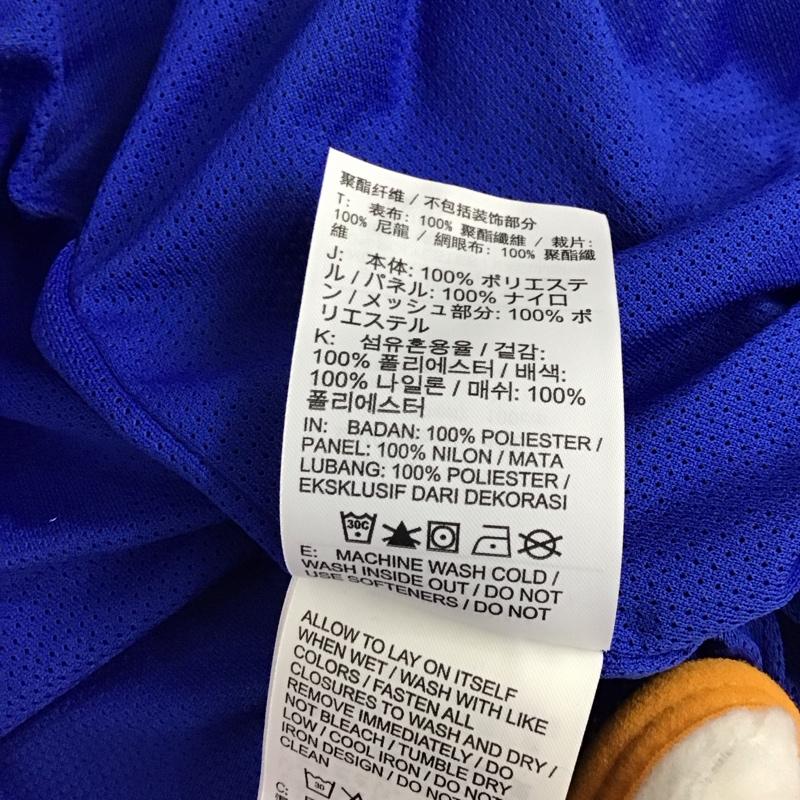 聚酯纤维 / 不包括装饰部分
T: 表布: 100% 聚酯纖維 / 裁片:
100% 尼龍 / 網眼布: 100% 聚酯纖
維
J: 本体: 100% ポリエステ
ル / パネル: 100% ナイロ
ン / メッシュ部分: 100% ポ
リエステル
K: 섬유혼용율 / 겉감:
100% 폴리에스터 / 배색:
100% 나일론 / 매쉬: 100%
폴리에스터
IN: BADAN: 100% POLIESTER /
PANEL: 100% NILON / MATA
LUBANG: 100% POLIESTER /
EKSKLUSIF DARI DEKORASI
30C
E: MACHINE WASH COLD /
WASH INSIDE OUT / DO NOT
USE SOFTENERS / DO NOT
ALLOW TO LAY ON ITSELF
WHEN WET / WASH WITH LIKE
COLORS / FASTEN ALL
CLOSURES TO WASH AND DRY /
REMOVE IMMEDIATELY / DO
NOT BLEACH / TUMBLE DRY
LOW / COOL IRON / DO NOT
IRON DESIGN / DO NOT DRY
CLEAN
30
C: